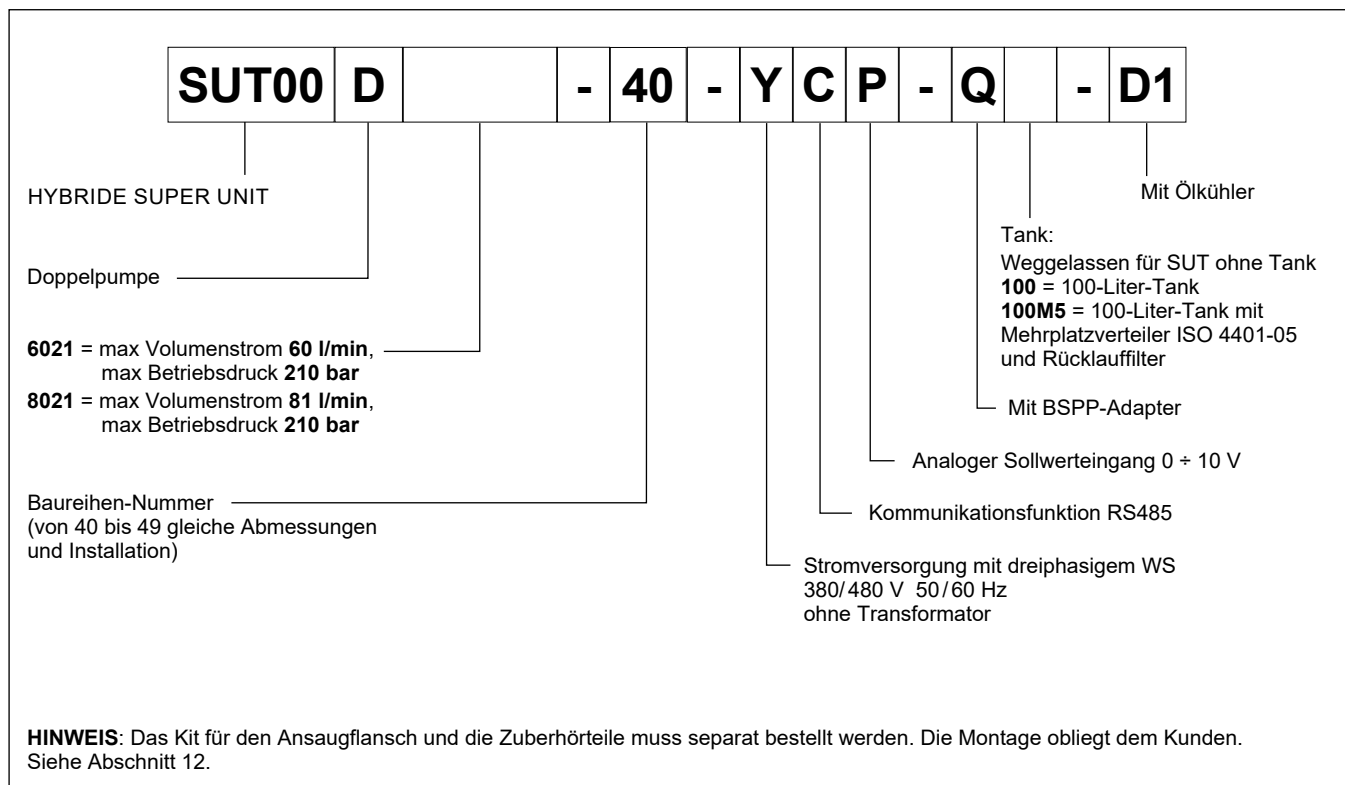 SUT00 D - 40 - Y C P - Q - D1
HYBRIDE SUPER UNIT
Doppelpumpe
6021 = max Volumenstrom 60 l/min,
max Betriebsdruck 210 bar
8021 = max Volumenstrom 81 l/min,
max Betriebsdruck 210 bar
Baureihen-Nummer
(von 40 bis 49 gleiche Abmessungen
und Installation)
Mit Ölkühler
Tank:
Weggelassen für SUT ohne Tank
100 = 100-Liter-Tank
100M5 = 100-Liter-Tank mit
Mehrplatzverteiler ISO 4401-05
und Rücklauffilter
Mit BSPP-Adapter
Analoger Sollwerteingang 0 ÷ 10 V
Kommunikationsfunktion RS485
Stromversorgung mit dreiphasigem WS
380/480 V 50/60 Hz
ohne Transformator
HINWEIS: Das Kit für den Ansaugflansch und die Zuberhörteile muss separat bestellt werden. Die Montage obliegt dem Kunden.
Siehe Abschnitt 12.